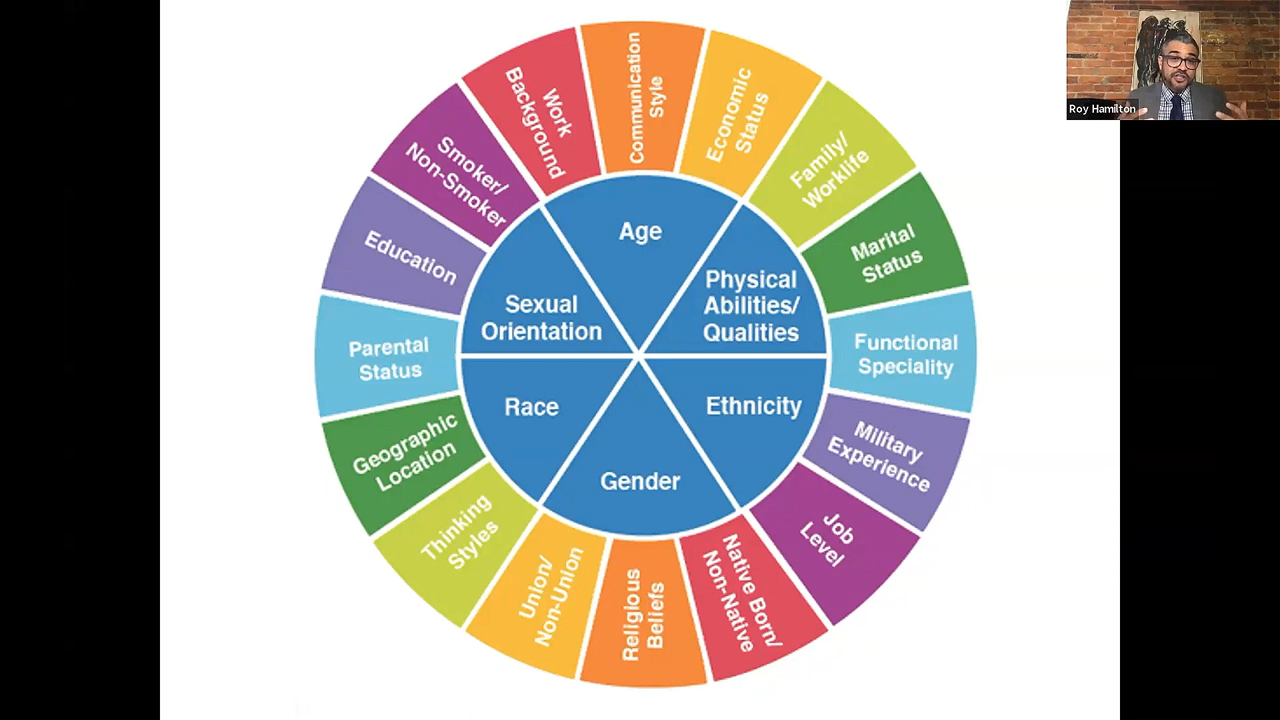 Roy Hamilton
Communication
Style
Economic
Status
Family/
Worklife
Marital
Status
Functional
Speciality
Military
Experience
Job
Level
Native Born/
Non-Native
Religious
Beliefs
Union/
Non-Union
Thinking
Styles
Geographic
Location
Parental
Status
Education
Smoker/
Non-Smoker
Work
Background
Age
Physical
Abilities/
Qualities
Ethnicity
Gender
Race
Sexual
Orientation